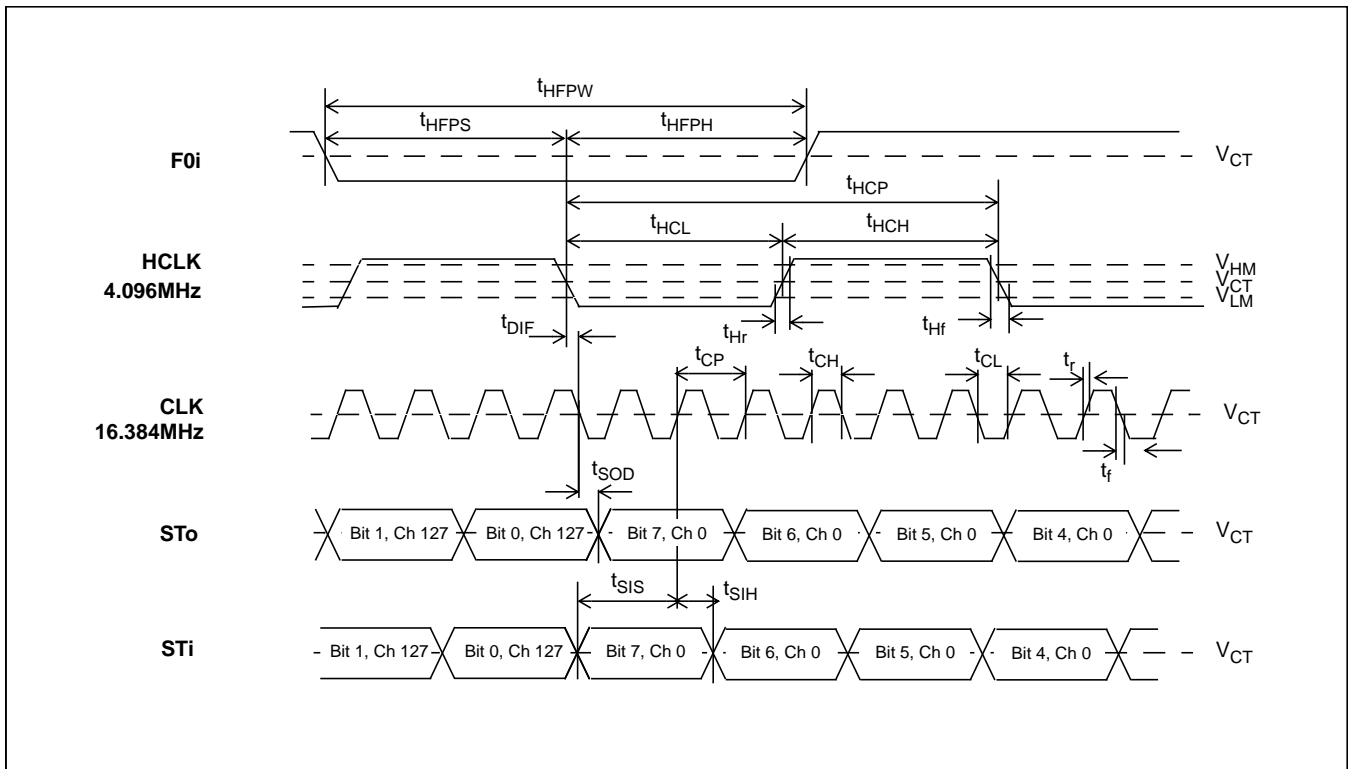 tHFPW
tHFPS tHFPH
F0i VCT
tHCP
tHCL tHCH
HCLK VHM
VCT
4.096MHz VLM
tDIF tHr tHf
tCP tCH tCL tr
CLK VCT
16.384MHz
tSOD tf
STo Bit 1, Ch 127 Bit 0, Ch 127 Bit 7, Ch 0 Bit 6, Ch 0 Bit 5, Ch 0 Bit 4, Ch 0 VCT
tSIS tSIH
STi Bit 1, Ch 127 Bit 0, Ch 127 Bit 7, Ch 0 Bit 6, Ch 0 Bit 5, Ch 0 Bit 4, Ch 0 VCT